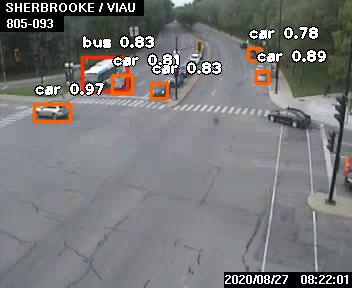 SHERBROOKE / VIAU
805-093
car 0.78
bus 0.83
car 0.89
car 0.81
car 0.83
car 0.97
2020/08/27 08:22:01